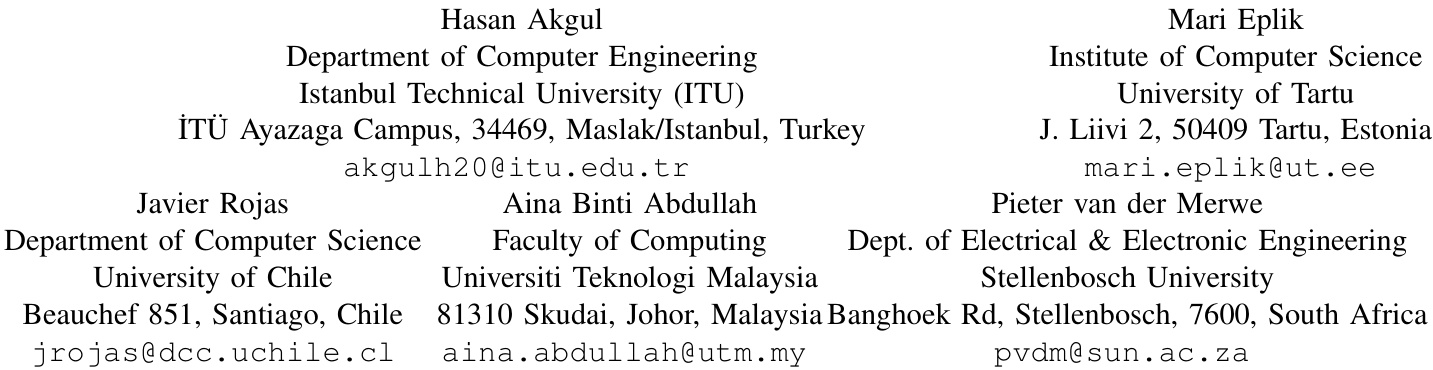 Hasan Akgul
Department of Computer Engineering
Istanbul Technical University (ITU)
İTÜ Ayazaga Campus, 34469, Maslak/Istanbul, Turkey
akgulh20@itu.edu.tr
Mari Eplik
Institute of Computer Science
University of Tartu
J. Liivi 2, 50409 Tartu, Estonia
mari.eplik@ut.ee
Javier Rojas
Department of Computer Science
University of Chile
Beauchef 851, Santiago, Chile
jrojas@dcc.uchile.cl
Aina Binti Abdullah
Faculty of Computing
Universiti Teknologi Malaysia
81310 Skudai, Johor, Malaysia
aina.abdullah@utm.my
Pieter van der Merwe
Dept. of Electrical & Electronic Engineering
Stellenbosch University
Banghoek Rd, Stellenbosch, 7600, South Africa
pvdm@sun.ac.za